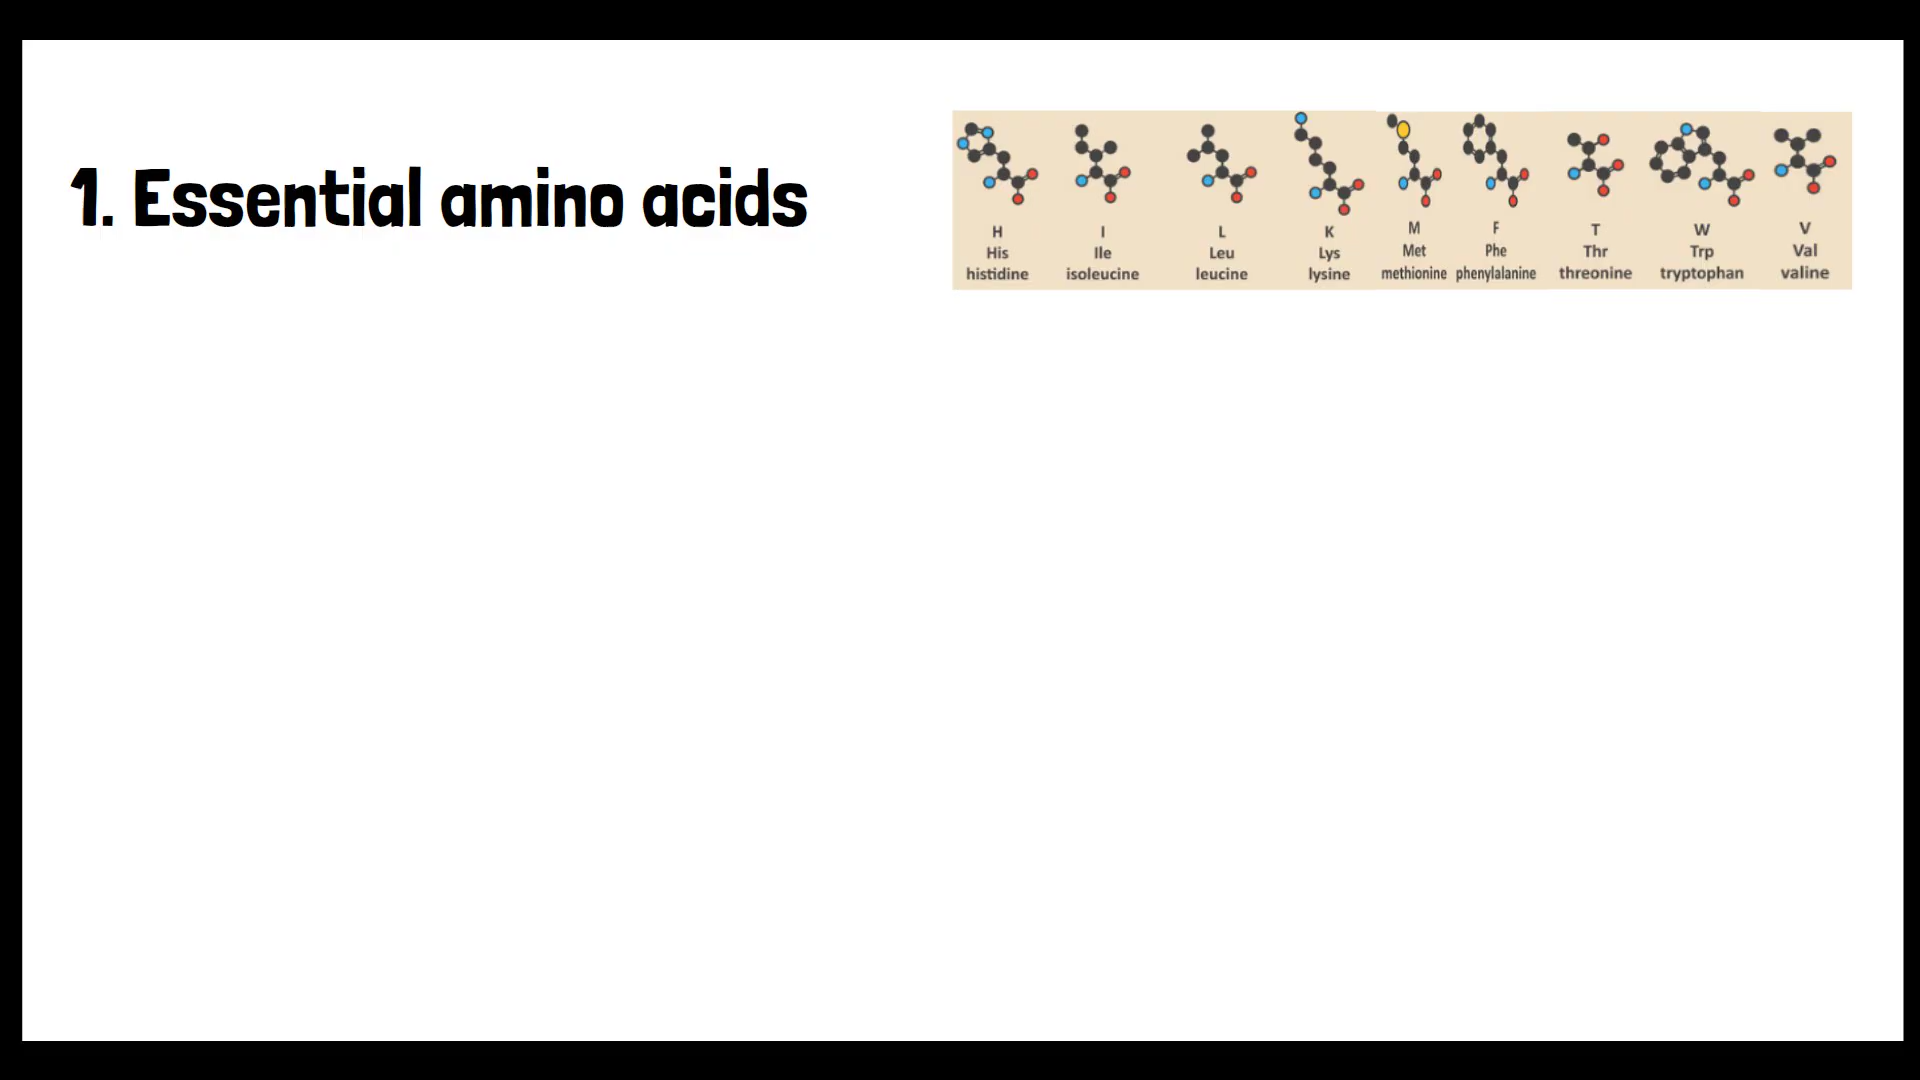 1. Essential amino acids
H I L K M F T W V
His Ile Leu Lys Met Phe Thr Trp Val
histidine isoleucine leucine lysine methionine phenylalanine threonine tryptophan valine